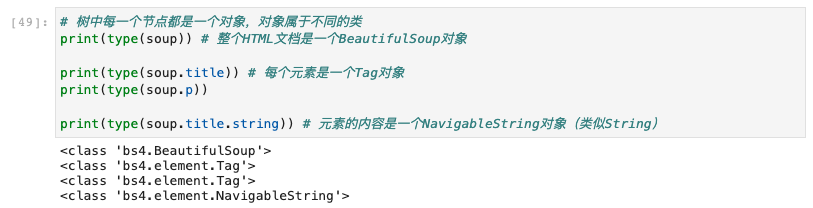 [49]: # 树中每一个节点都是一个对象, 对象属于不同的类
print(type(soup)) # 整个HTML文档是一个BeautifulSoup对象
print(type(soup.title)) # 每个元素是一个Tag对象
print(type(soup.p))
print(type(soup.title.string)) # 元素的内容是一个NavigableString对象（类似String）
<class 'bs4.BeautifulSoup'>
<class 'bs4.element.Tag'>
<class 'bs4.element.Tag'>
<class 'bs4.element.NavigableString'>